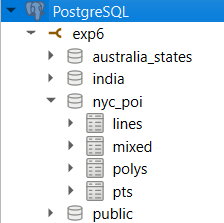 PostgreSQL
exp6
australia_states
india
nyc_poi
lines
mixed
polys
pts
public